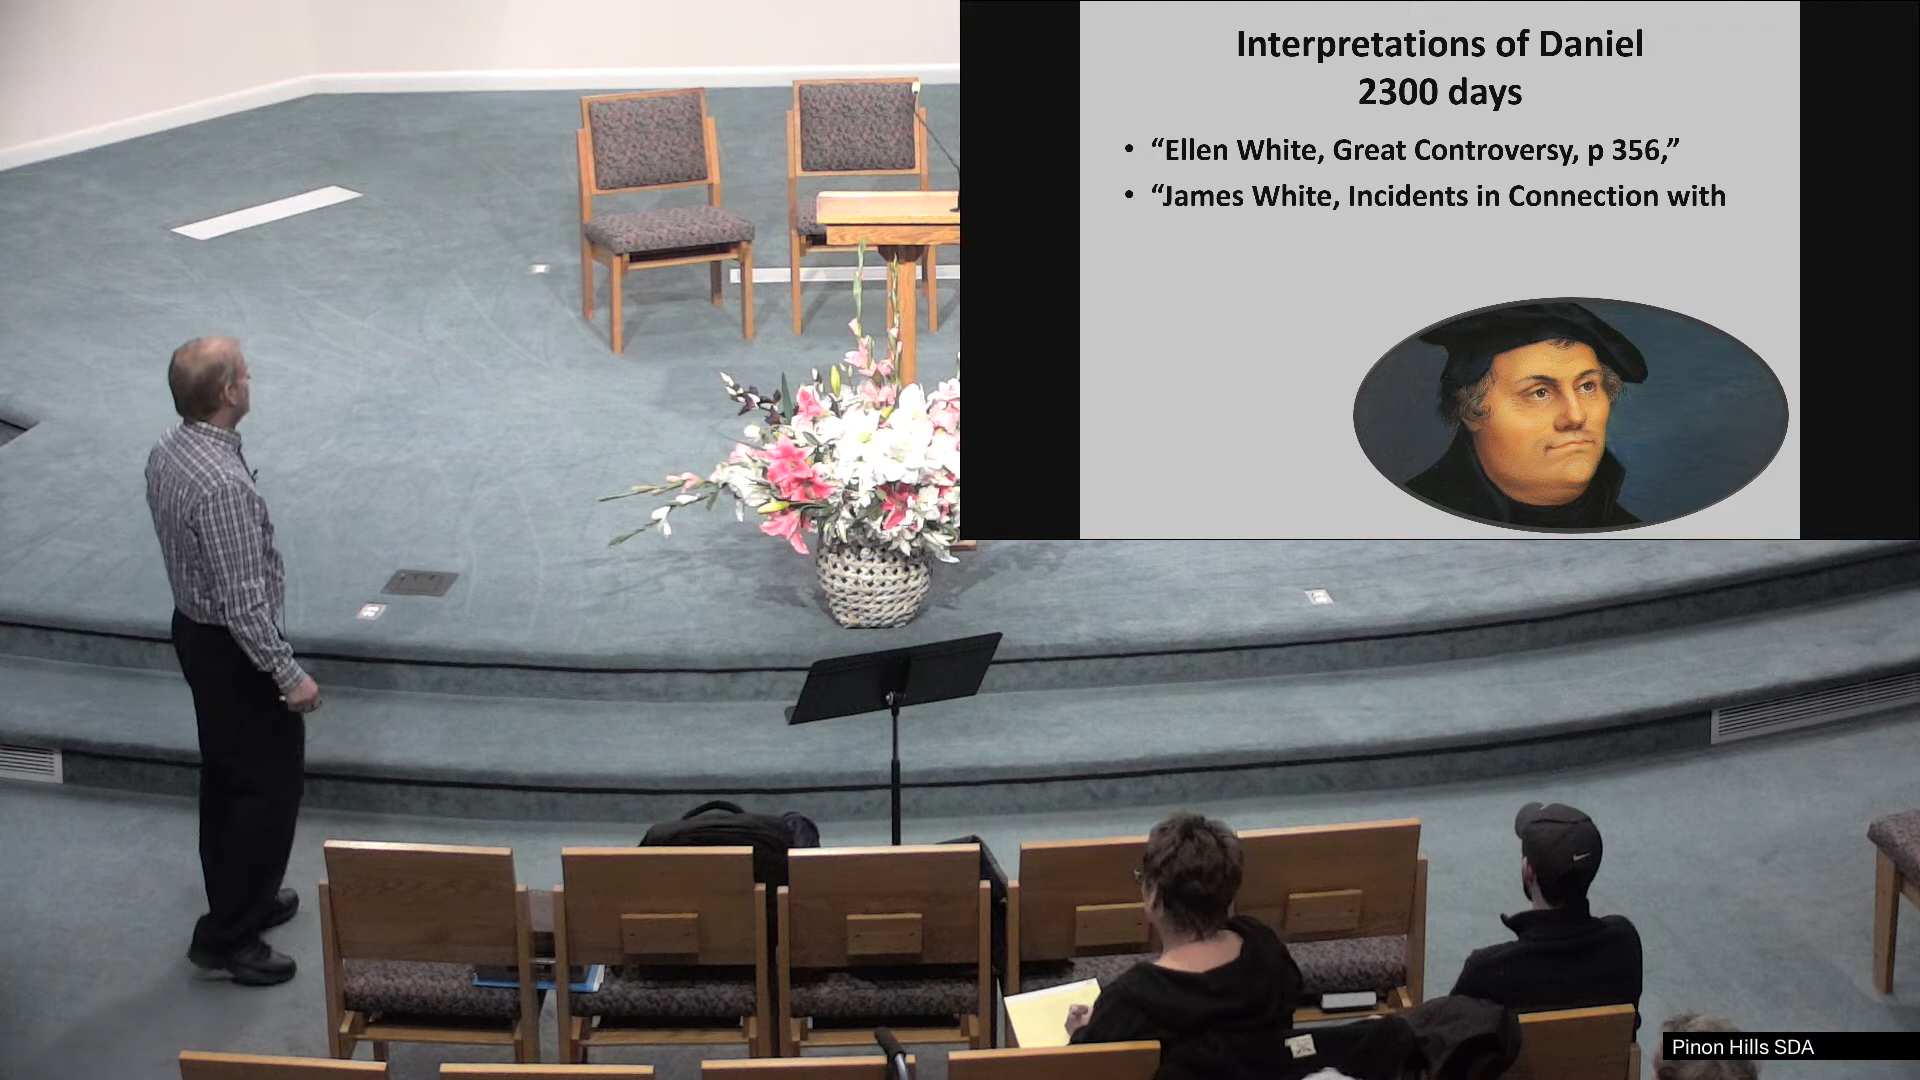 Interpretations of Daniel
2300 days
• “Ellen White, Great Controversy, p 356,”
• “James White, Incidents in Connection with
Pinon Hills SDA